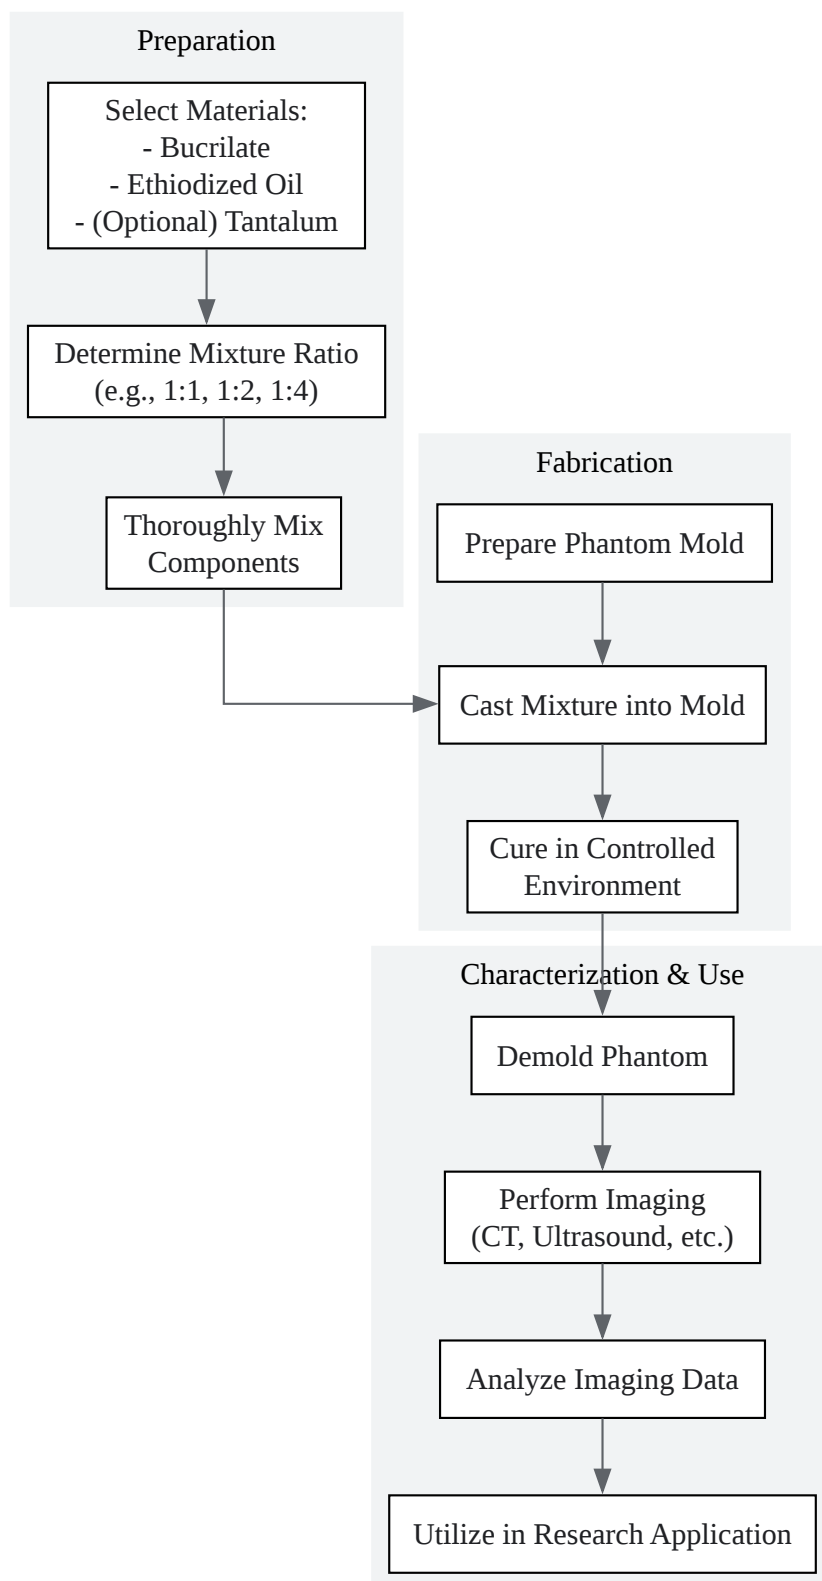 Preparation
Select Materials:
- Bucrilate
- Ethiodized Oil
- (Optional) Tantalum
Determine Mixture Ratio
(e.g., 1:1, 1:2, 1:4)
Thoroughly Mix
Components
Fabrication
Prepare Phantom Mold
Cast Mixture into Mold
Cure in Controlled
Environment
Characterization & Use
Demold Phantom
Perform Imaging
(CT, Ultrasound, etc.)
Analyze Imaging Data
Utilize in Research Application